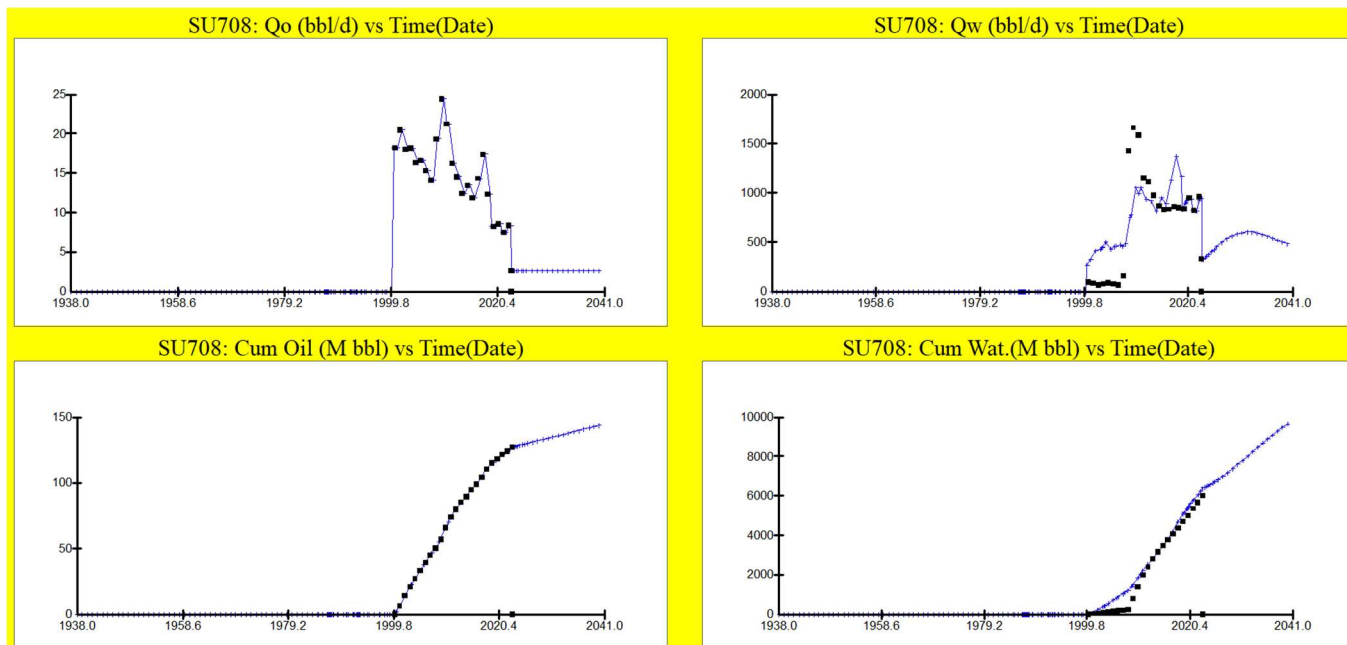 SU708: Qo (bbl/d) vs Time(Date)
25
20
15
10
5
0
1938.0 1958.6 1979.2 1999.8 2020.4 2041.0
SU708: Qw (bbl/d) vs Time(Date)
2000
1500
1000
500
0
1938.0 1958.6 1979.2 1999.8 2020.4 2041.0
SU708: Cum Oil (M bbl) vs Time(Date)
150
100
50
0
1938.0 1958.6 1979.2 1999.8 2020.4 2041.0
SU708: Cum Wat.(M bbl) vs Time(Date)
10000
8000
6000
4000
2000
0
1938.0 1958.6 1979.2 1999.8 2020.4 2041.0